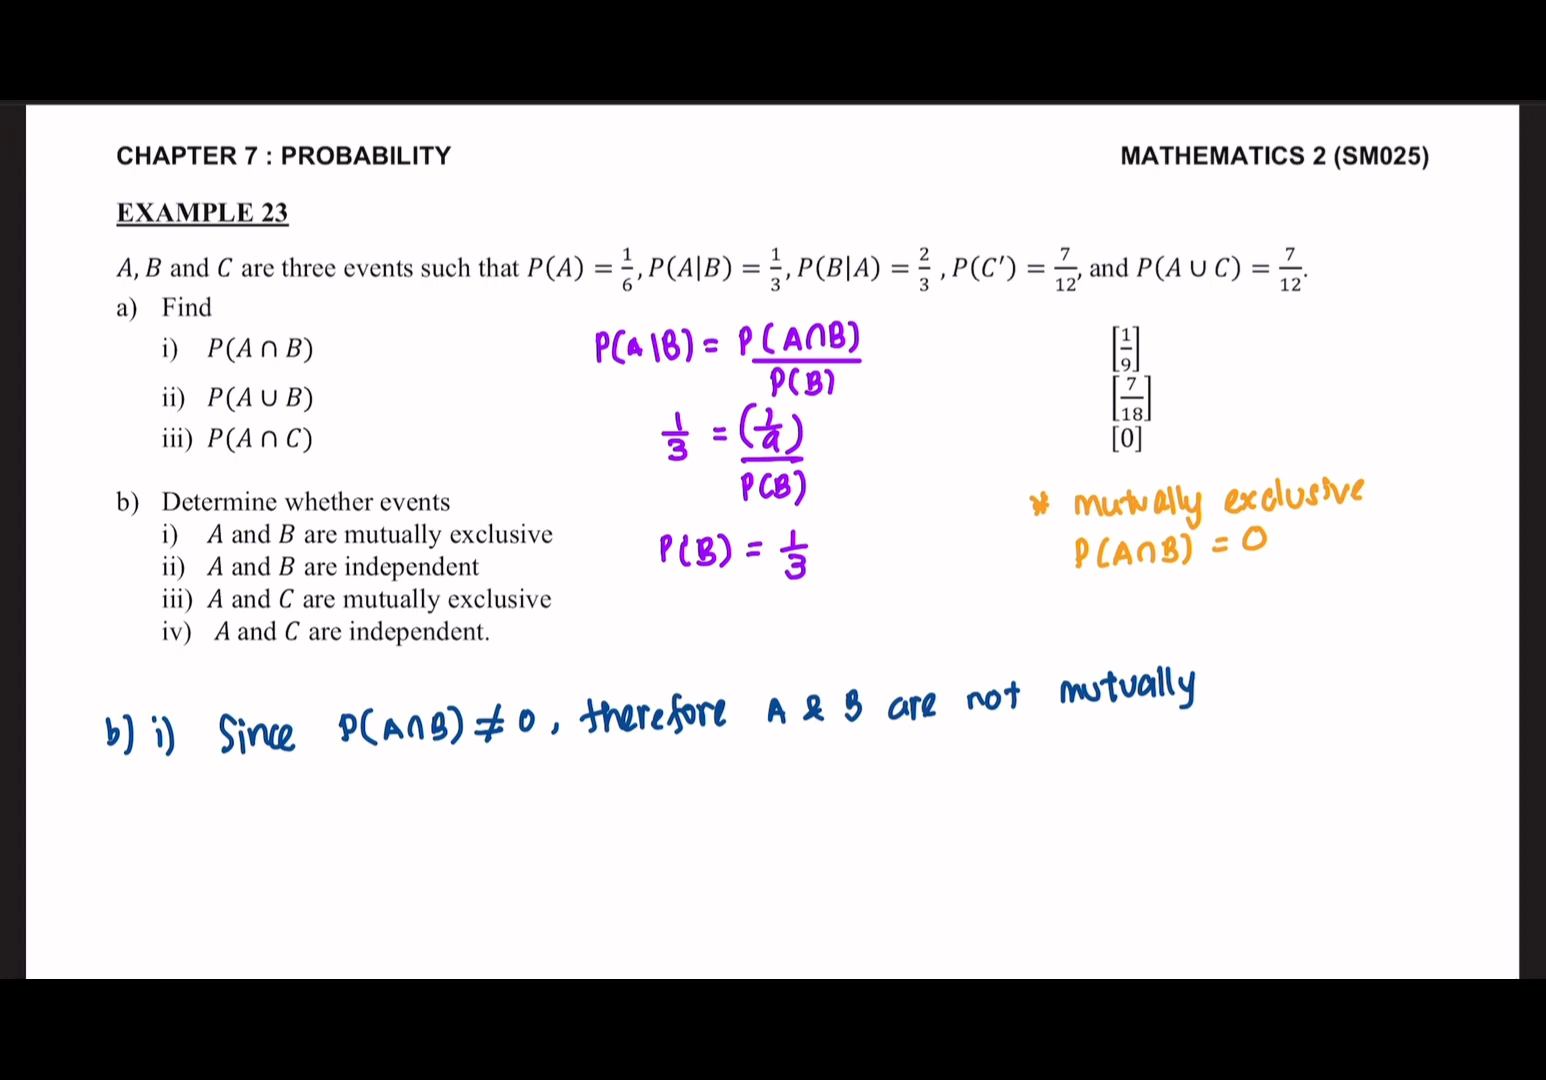 CHAPTER 7 : PROBABILITY MATHEMATICS 2 (SM025)
EXAMPLE 23
A, B and C are three events such that P(A) = 1/6, P(A|B) = 1/3, P(B|A) = 2/3 , P(C′) = 7/12, and P(A ∪ C) = 7/12.
a) Find
i) P(A ∩ B) [1/9]
ii) P(A ∪ B) [7/18]
iii) P(A ∩ C) [0]
P(A|B) = P(A∩B)/P(B)
1/3 = (1/9)/P(B)
P(B) = 1/3
b) Determine whether events
i) A and B are mutually exclusive
ii) A and B are independent
iii) A and C are mutually exclusive
iv) A and C are independent.
* mutually exclusive
P(A∩B) = 0
b) i) Since P(A∩B) ≠ 0, therefore A & B are not mutually